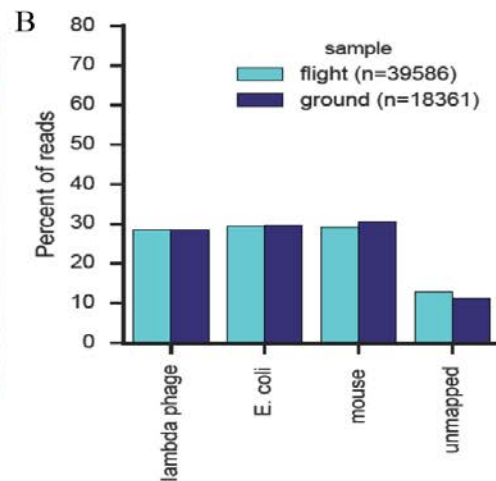 B
Percent of reads
80
70
60
50
40
30
20
10
0
sample
flight (n=39586)
ground (n=18361)
lambda phage
E. coli
mouse
unmapped